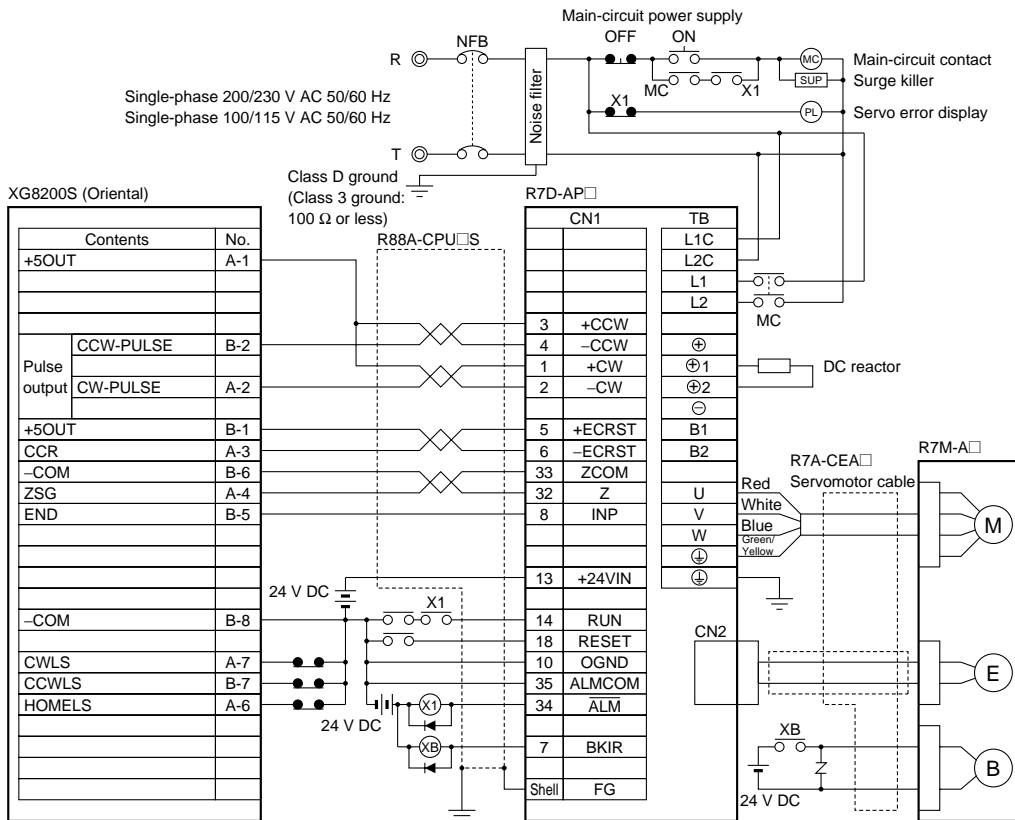 Main-circuit power supply
OFF ON
R NFB
MC Main-circuit contact
SUP Surge killer
MC X1
Single-phase 200/230 V AC 50/60 Hz
Single-phase 100/115 V AC 50/60 Hz
Noise filter
X1 PL Servo error display
T
Class D ground
(Class 3 ground:
100 Ω or less)
XG8200S (Oriental)
R7D-AP□
R88A-CPU□S
CN1 TB
Contents No.
L1C
+5OUT A-1 L2C
L1
L2
MC
3 +CCW
Pulse output
CCW-PULSE B-2 4 –CCW ⊕
1 +CW ⊕1 DC reactor
CW-PULSE A-2 2 –CW ⊕2
⊖
+5OUT B-1 5 +ECRST B1
CCR A-3 6 –ECRST B2
–COM B-6 33 ZCOM
ZSG A-4 32 Z U Red
END B-5 8 INP V White
W Blue
Green/
Yellow
R7A-CEA□
Servomotor cable
R7M-A□
M
24 V DC 13 +24VIN
–COM B-8 X1 14 RUN
18 RESET CN2
CWLS A-7 10 OGND
CCWLS B-7 35 ALMCOM E
HOMELS A-6 24 V DC X1 34 A̅L̅M̅
XB 7 BKIR XB B
Shell FG 24 V DC